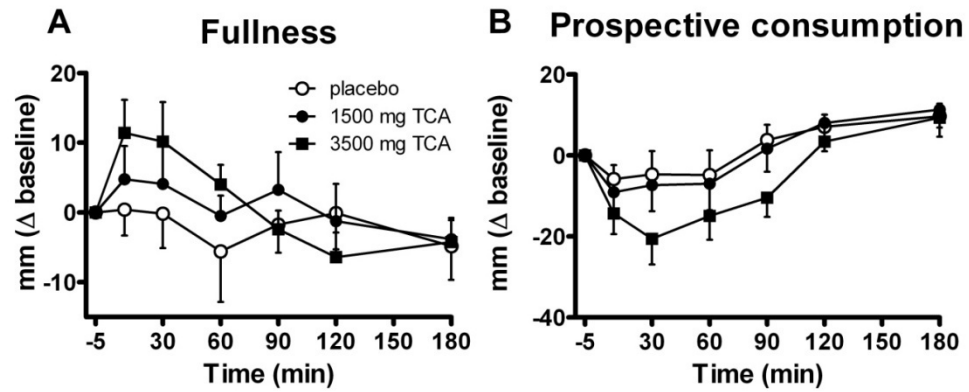 A Fullness
mm (Δ baseline)
20
10
0
-10
placebo
1500 mg TCA
3500 mg TCA
-5 30 60 90 120 150 180
Time (min)
B Prospective consumption
mm (Δ baseline)
20
0
-20
-40
-5 30 60 90 120 150 180
Time (min)